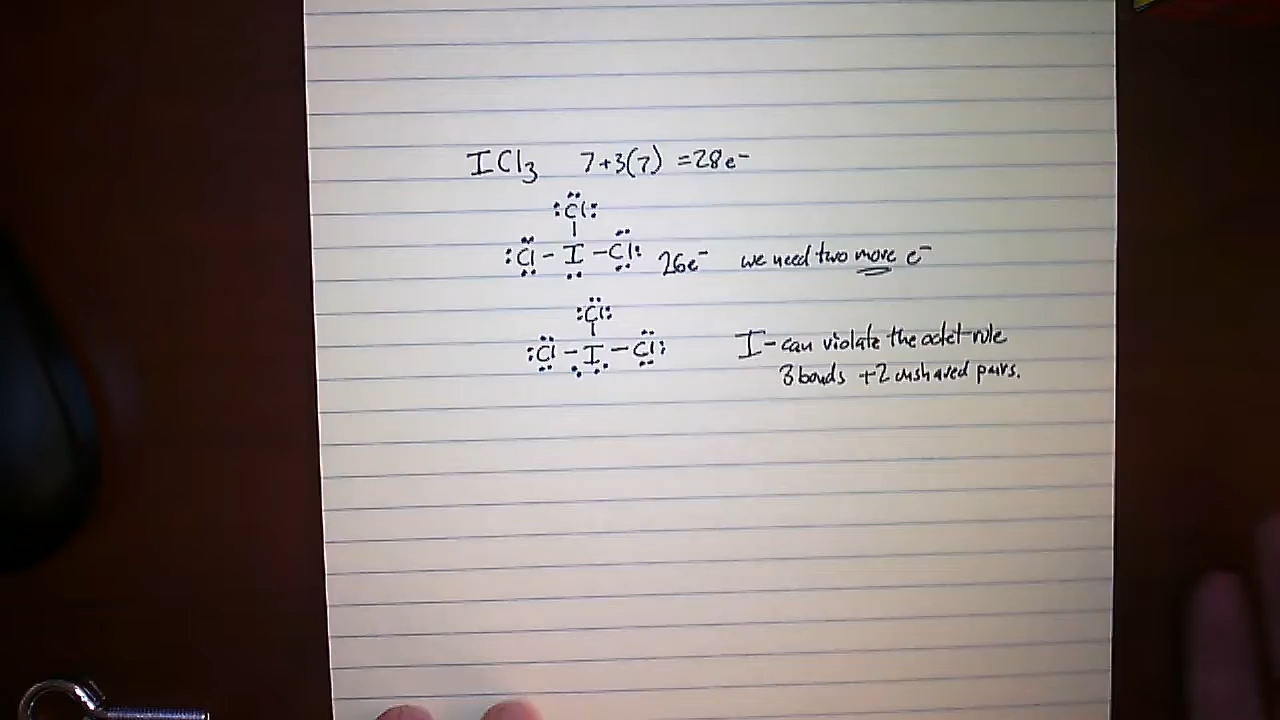 ICl₃ 7+3(7) =28e⁻
:C̈l:
:Cl - I - Cl: 26e⁻ we need two more e⁻
:Cl:
:Cl - I - Cl: I - can violate the octet rule
3 bonds +2 unshared pairs.